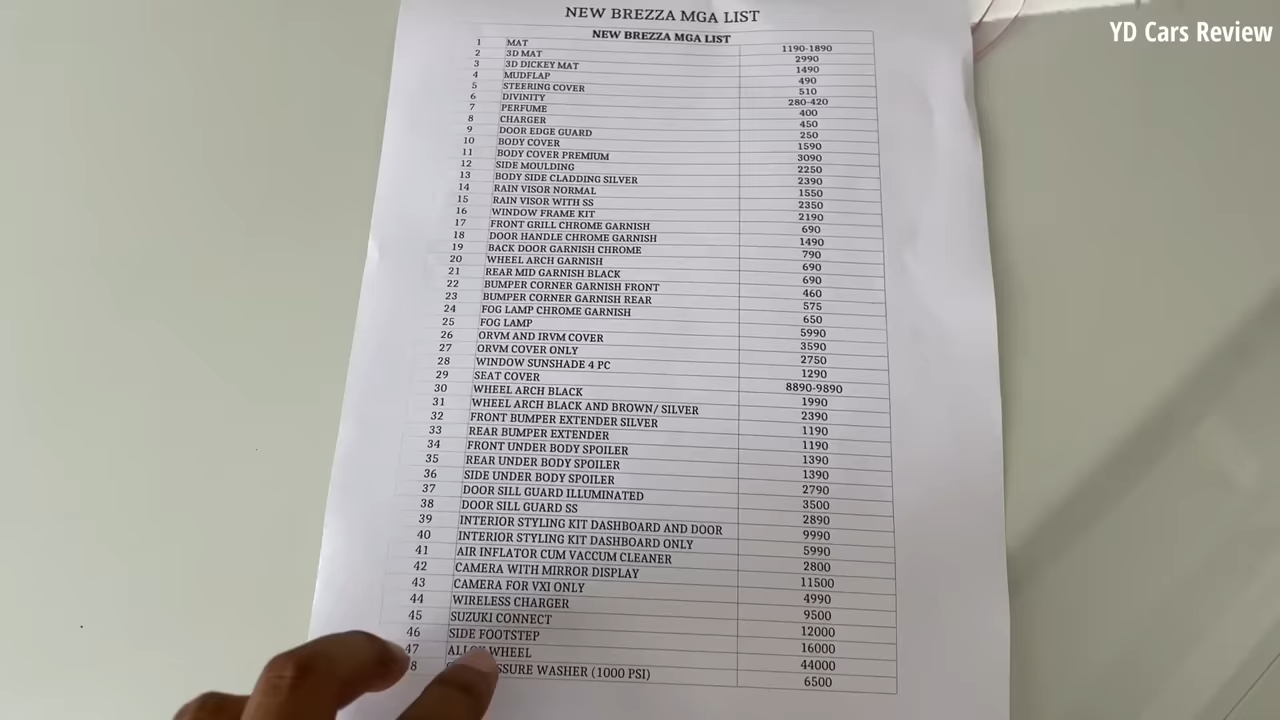 YD Cars Review
NEW BREZZA MGA LIST
NEW BREZZA MGA LIST
1 MAT 1190-1890
2 3D MAT 2990
3 3D DICKEY MAT 1490
4 MUDFLAP 490
5 STEERING COVER 510
6 DIVINITY 280-420
7 PERFUME 400
8 CHARGER 450
9 DOOR EDGE GUARD 250
10 BODY COVER 1590
11 BODY COVER PREMIUM 3090
12 SIDE MOULDING 2250
13 BODY SIDE CLADDING SILVER 2390
14 RAIN VISOR NORMAL 1550
15 RAIN VISOR WITH SS 2350
16 WINDOW FRAME KIT 2190
17 FRONT GRILL CHROME GARNISH 690
18 DOOR HANDLE CHROME GARNISH 1490
19 BACK DOOR GARNISH CHROME 790
20 WHEEL ARCH GARNISH 690
21 REAR MID GARNISH BLACK 690
22 BUMPER CORNER GARNISH FRONT 460
23 BUMPER CORNER GARNISH REAR 575
24 FOG LAMP CHROME GARNISH 650
25 FOG LAMP 5990
26 ORVM AND IRVM COVER 3590
27 ORVM COVER ONLY 2750
28 WINDOW SUNSHADE 4 PC 1290
29 SEAT COVER 8890-9890
30 WHEEL ARCH BLACK 1990
31 WHEEL ARCH BLACK AND BROWN/ SILVER 2390
32 FRONT BUMPER EXTENDER SILVER 1190
33 REAR BUMPER EXTENDER 1190
34 FRONT UNDER BODY SPOILER 1390
35 REAR UNDER BODY SPOILER 1390
36 SIDE UNDER BODY SPOILER 2790
37 DOOR SILL GUARD ILLUMINATED 3500
38 DOOR SILL GUARD SS 2890
39 INTERIOR STYLING KIT DASHBOARD AND DOOR 9990
40 INTERIOR STYLING KIT DASHBOARD ONLY 5990
41 AIR INFLATOR CUM VACCUM CLEANER 2800
42 CAMERA WITH MIRROR DISPLAY 11500
43 CAMERA FOR VXI ONLY 4990
44 WIRELESS CHARGER 9500
45 SUZUKI CONNECT 12000
46 SIDE FOOTSTEP 16000
47 ALLOY WHEEL 44000
8 WASHER (1000 PSI) 6500